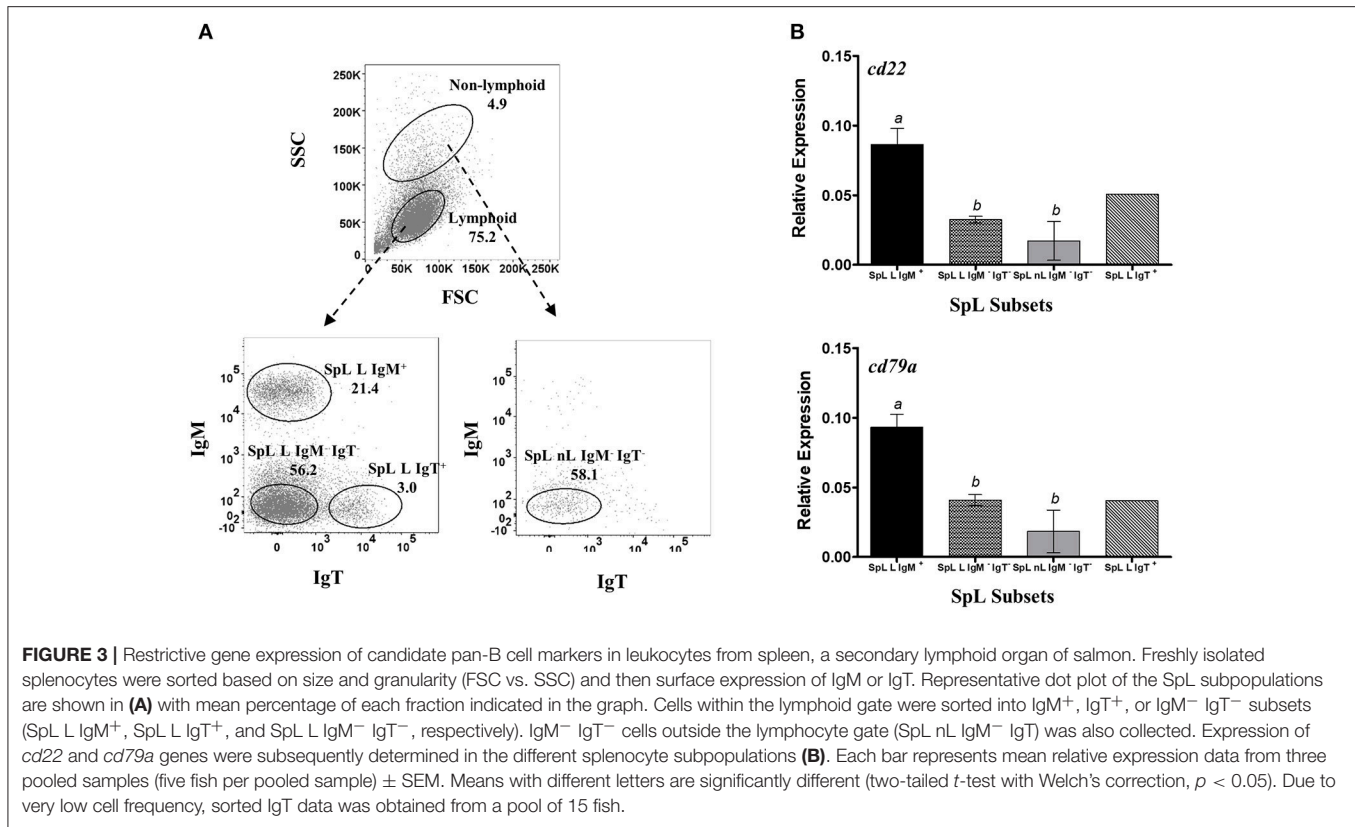 A
250K
200K
150K
100K
50K
0
SSC
Non-lymphoid
4.9
Lymphoid
75.2
0 50K 100K 150K 200K 250K
FSC
SpL L IgM⁺
21.4
SpL L IgM⁻IgT⁻
56.2
SpL L IgT⁺
3.0
10⁵
10⁴
10³
10²
0
-10²
IgM
0 10³ 10⁴ 10⁵
IgT
SpL nL IgM⁻ IgT⁻
58.1
10⁵
10⁴
10³
10²
0
-10²
IgM
0 10³ 10⁴ 10⁵
IgT
B
cd22
0.15
0.10
0.05
0.00
Relative Expression
a
b
b
SpL L IgM⁺ SpL L IgM⁻IgT⁻ SpL nL IgM⁻IgT⁻ SpL L IgT⁺
SpL Subsets
cd79a
0.15
0.10
0.05
0.00
Relative Expression
a
b
b
SpL L IgM⁺ SpL L IgM⁻IgT⁻ SpL nL IgM⁻IgT⁻ SpL L IgT⁺
SpL Subsets
FIGURE 3 | Restrictive gene expression of candidate pan-B cell markers in leukocytes from spleen, a secondary lymphoid organ of salmon. Freshly isolated
splenocytes were sorted based on size and granularity (FSC vs. SSC) and then surface expression of IgM or IgT. Representative dot plot of the SpL subpopulations
are shown in (A) with mean percentage of each fraction indicated in the graph. Cells within the lymphoid gate were sorted into IgM+, IgT+, or IgM− IgT− subsets
(SpL L IgM+, SpL L IgT+, and SpL L IgM− IgT−, respectively). IgM− IgT− cells outside the lymphocyte gate (SpL nL IgM− IgT) was also collected. Expression of
cd22 and cd79a genes were subsequently determined in the different splenocyte subpopulations (B). Each bar represents mean relative expression data from three
pooled samples (five fish per pooled sample) ± SEM. Means with different letters are significantly different (two-tailed t-test with Welch's correction, p < 0.05). Due to
very low cell frequency, sorted IgT data was obtained from a pool of 15 fish.